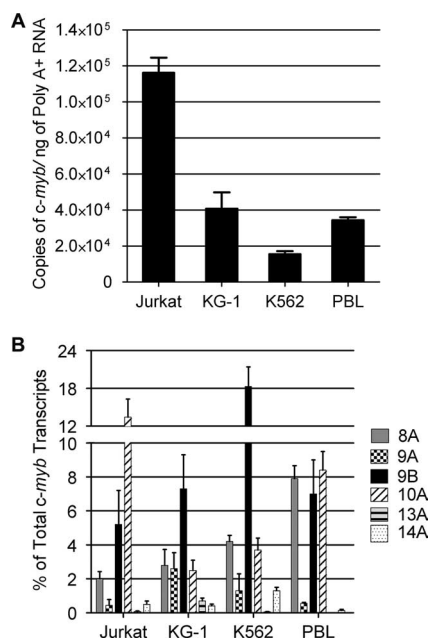 A
Copies of c-myb/ ng of Poly A+ RNA
1.4×10⁵
1.2×10⁵
1.0×10⁵
8.0×10⁴
6.0×10⁴
4.0×10⁴
2.0×10⁴
0
Jurkat KG-1 K562 PBL
B
% of Total c-myb Transcripts
24
18
12
10
8
6
4
2
0
Jurkat KG-1 K562 PBL
8A
9A
9B
10A
13A
14A